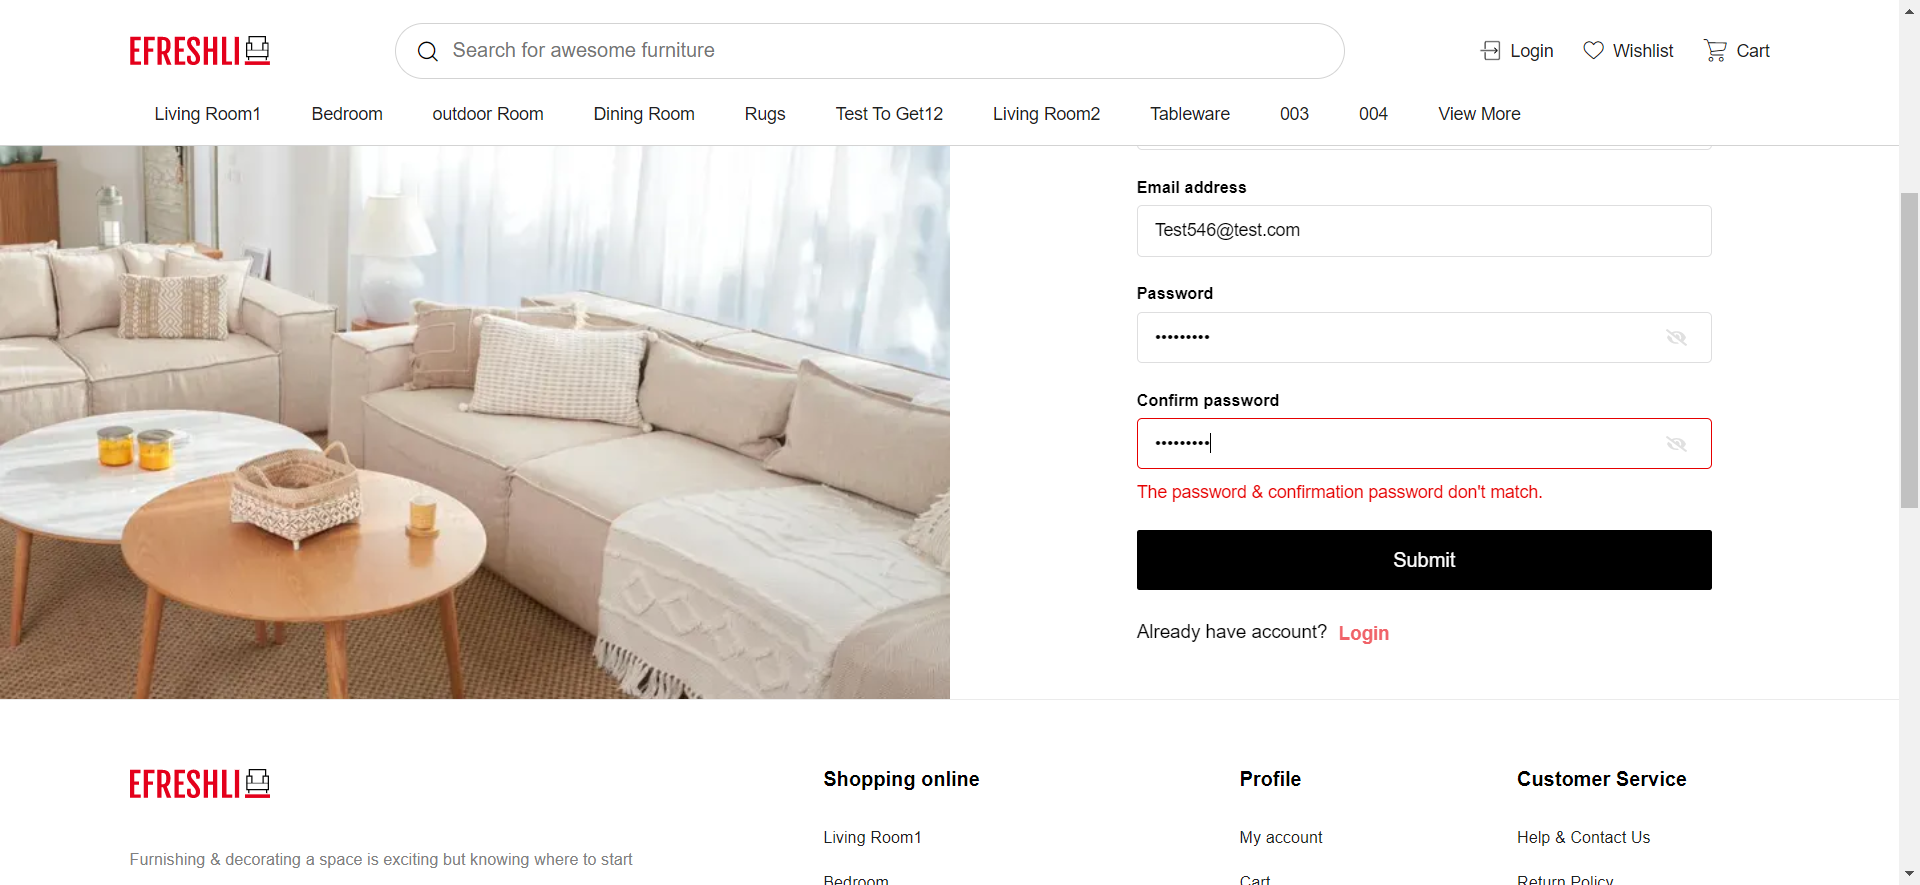 EFRESHLI
Search for awesome furniture
Login
Wishlist
Cart
Living Room1
Bedroom
outdoor Room
Dining Room
Rugs
Test To Get12
Living Room2
Tableware
003
004
View More
Email address
Test546@test.com
Password
•••••••••
Confirm password
•••••••••
The password & confirmation password don't match.
Submit
Already have account? Login
EFRESHLI
Furnishing & decorating a space is exciting but knowing where to start
Shopping online
Living Room1
Bedroom
Profile
My account
Cart
Customer Service
Help & Contact Us
Return Policy